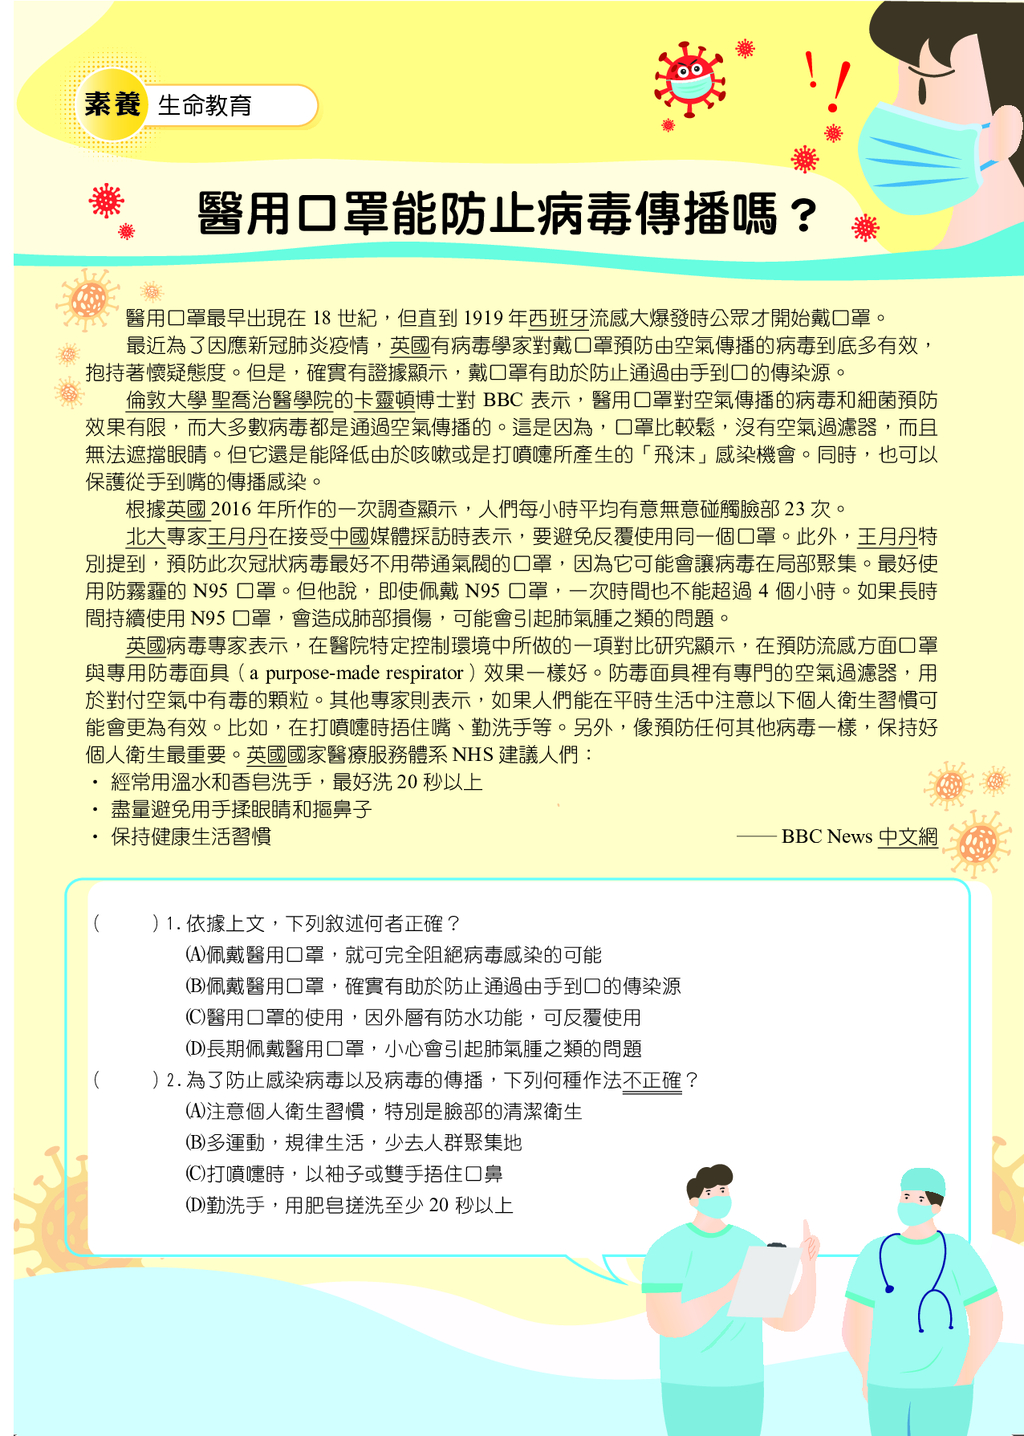 素養 生命教育
醫用口罩能防止病毒傳播嗎？
醫用口罩最早出現在 18 世紀，但直到 1919 年西班牙流感大爆發時公眾才開始戴口罩。
最近為了因應新冠肺炎疫情，英國有病毒學家對戴口罩預防由空氣傳播的病毒到底多有效，
抱持著懷疑態度。但是，確實有證據顯示，戴口罩有助於防止通過由手到口的傳染源。
倫敦大學 聖喬治醫學院的卡靈頓博士對 BBC 表示，醫用口罩對空氣傳播的病毒和細菌預防
效果有限，而大多數病毒都是通過空氣傳播的。這是因為，口罩比較鬆，沒有空氣過濾器，而且
無法遮擋眼睛。但它還是能降低由於咳嗽或是打噴嚏所產生的「飛沫」感染機會。同時，也可以
保護從手到嘴的傳播感染。
根據英國 2016 年所作的一次調查顯示，人們每小時平均有意無意碰觸臉部 23 次。
北大專家王月丹在接受中國媒體採訪時表示，要避免反覆使用同一個口罩。此外，王月丹特
別提到，預防此次冠狀病毒最好不用帶通氣閥的口罩，因為它可能會讓病毒在局部聚集。最好使
用防霧霾的 N95 口罩。但他說，即使佩戴 N95 口罩，一次時間也不能超過 4 個小時。如果長時
間持續使用 N95 口罩，會造成肺部損傷，可能會引起肺氣腫之類的問題。
英國病毒專家表示，在醫院特定控制環境中所做的一項對比研究顯示，在預防流感方面口罩
與專用防毒面具（a purpose-made respirator）效果一樣好。防毒面具裡有專門的空氣過濾器，用
於對付空氣中有毒的顆粒。其他專家則表示，如果人們能在平時生活中注意以下個人衛生習慣可
能會更為有效。比如，在打噴嚏時捂住嘴、勤洗手等。另外，像預防任何其他病毒一樣，保持好
個人衛生最重要。英國國家醫療服務體系 NHS 建議人們：
• 經常用溫水和香皂洗手，最好洗 20 秒以上
• 盡量避免用手揉眼睛和摳鼻子
• 保持健康生活習慣 —— BBC News 中文網
（　　）1. 依據上文，下列敘述何者正確？
(A)佩戴醫用口罩，就可完全阻絕病毒感染的可能
(B)佩戴醫用口罩，確實有助於防止通過由手到口的傳染源
(C)醫用口罩的使用，因外層有防水功能，可反覆使用
(D)長期佩戴醫用口罩，小心會引起肺氣腫之類的問題
（　　）2. 為了防止感染病毒以及病毒的傳播，下列何種作法不正確？
(A)注意個人衛生習慣，特別是臉部的清潔衛生
(B)多運動，規律生活，少去人群聚集地
(C)打噴嚏時，以袖子或雙手捂住口鼻
(D)勤洗手，用肥皂搓洗至少 20 秒以上